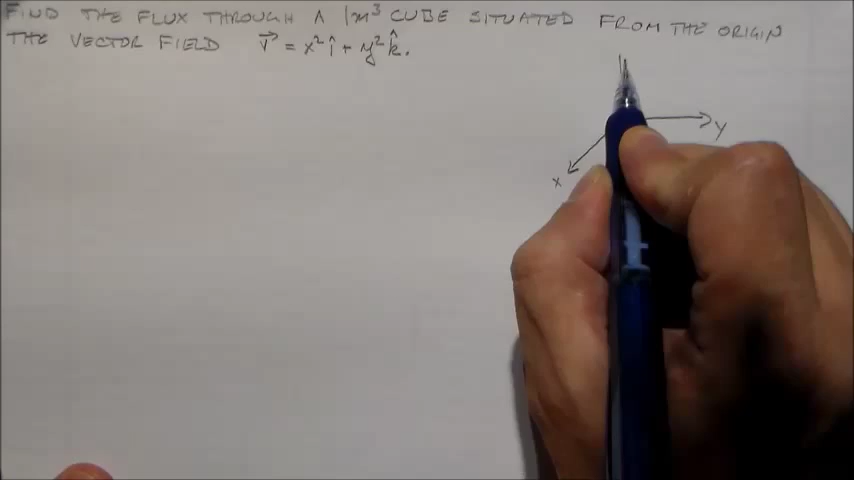 FIND THE FLUX THROUGH A 1m³ CUBE SITUATED FROM THE ORIGIN
THE VECTOR FIELD v⃗ = x² î + y² k̂.
y
x